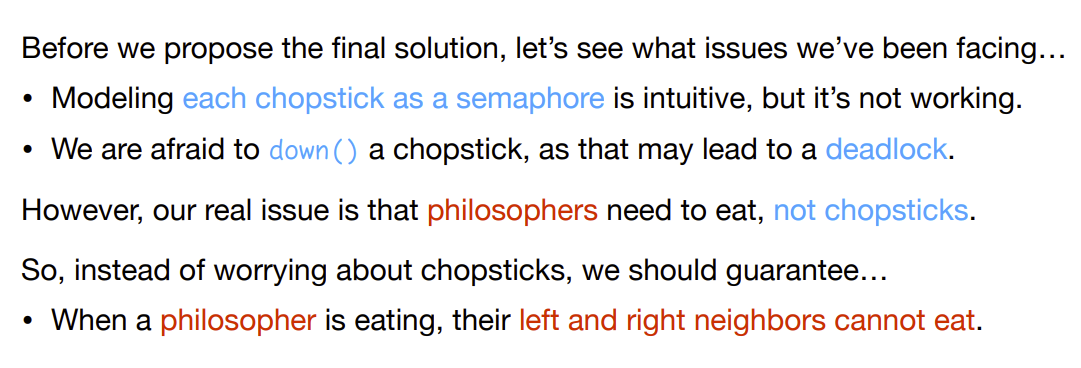 Before we propose the final solution, let’s see what issues we’ve been facing…
• Modeling each chopstick as a semaphore is intuitive, but it’s not working.
• We are afraid to down() a chopstick, as that may lead to a deadlock.
However, our real issue is that philosophers need to eat, not chopsticks.
So, instead of worrying about chopsticks, we should guarantee…
• When a philosopher is eating, their left and right neighbors cannot eat.